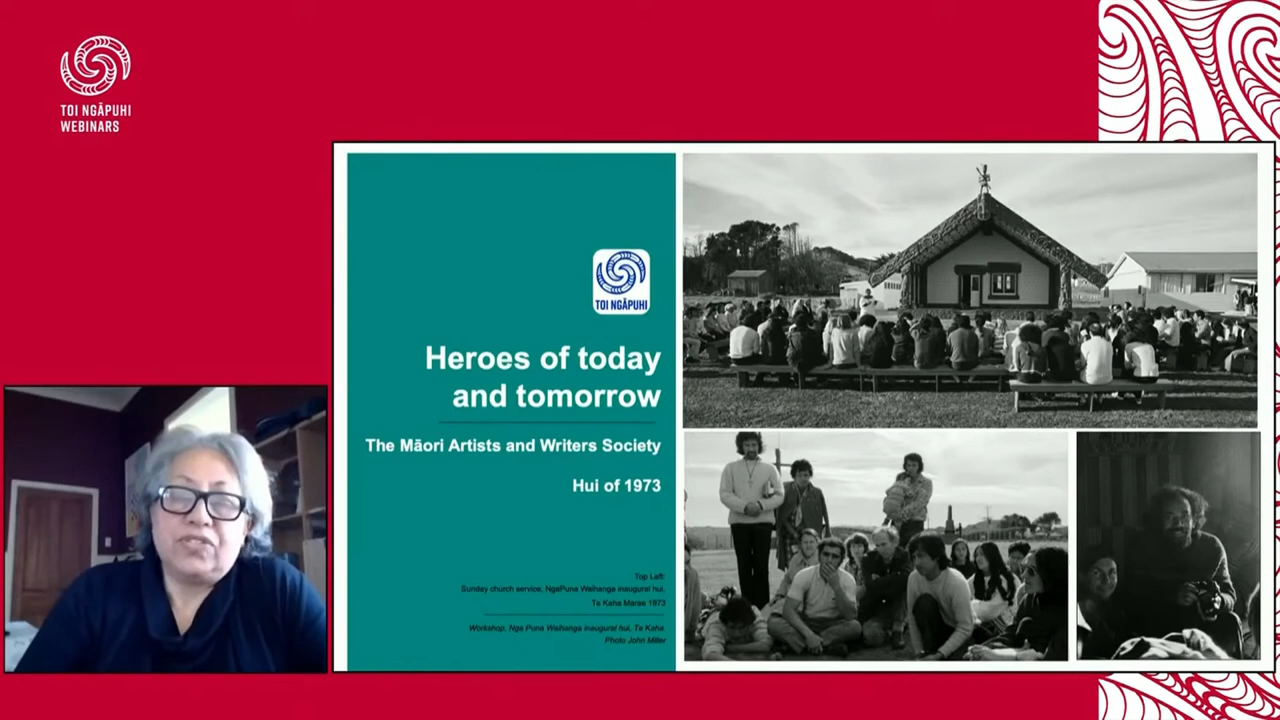 TOI NGĀPUHI
WEBINARS
TOI NGĀPUHI
Heroes of today
and tomorrow
The Māori Artists and Writers Society
Hui of 1973
Top Left:
Sunday church service, NgaPuna Waihanga inaugural hui,
Te Kaha Marae 1973
Workshop, Nga Puna Waihanga inaugural hui, Te Kaha
Photo John Miller